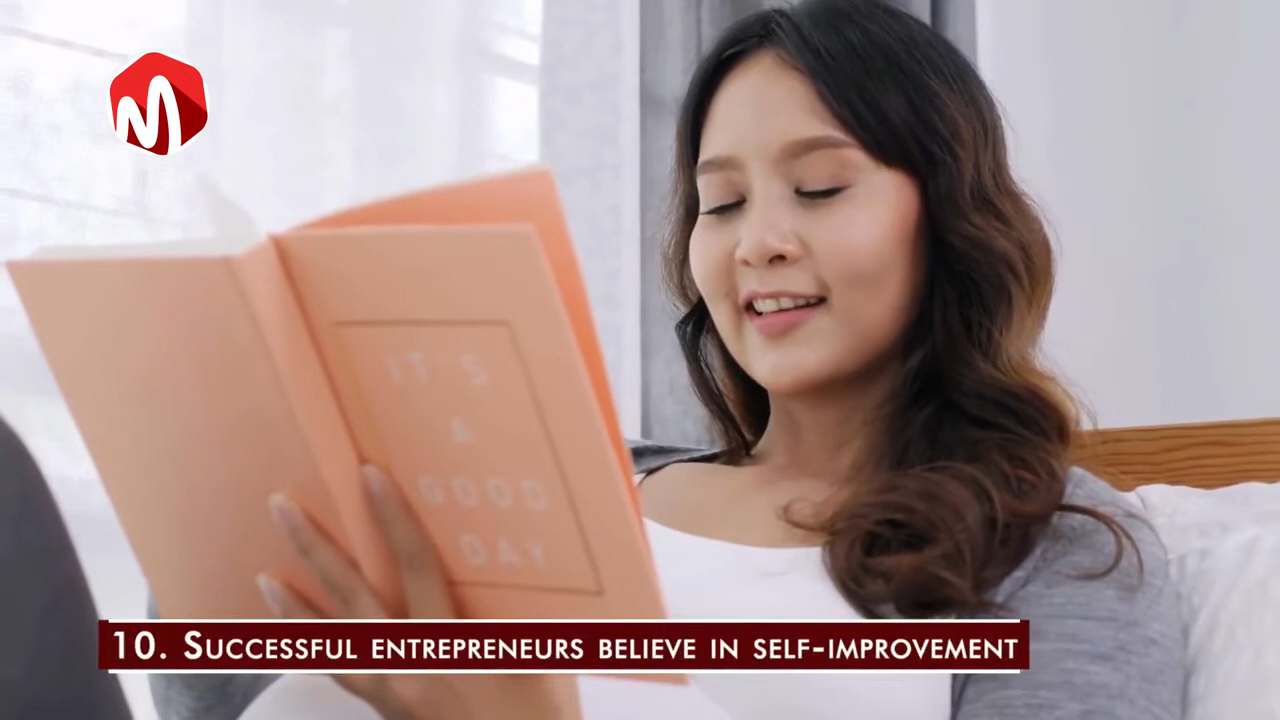 IT'S
A
GOOD
DAY
10. SUCCESSFUL ENTREPRENEURS BELIEVE IN SELF-IMPROVEMENT